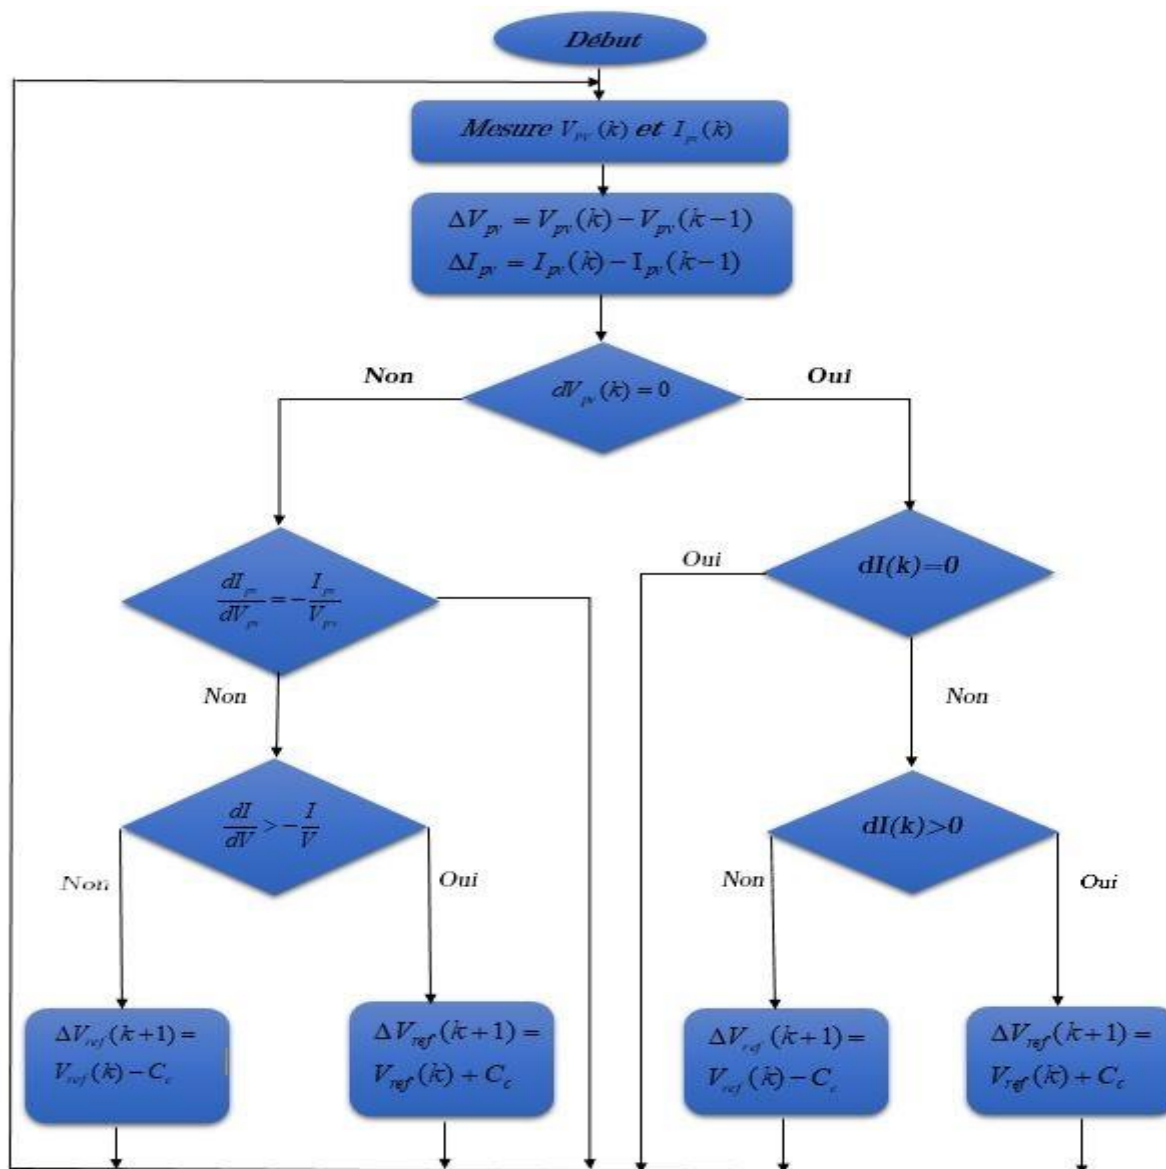 Début
Mesure V_pv (k) et I_pv (k)
ΔV_pv = V_pv (k) − V_pv (k−1)
ΔI_pv = I_pv (k) − I_pv (k−1)
Non
Oui
dV_pv (k) = 0
Oui
dI(k)=0
dI_pv / dV_pv = − I_pv / V_pv
Non
Non
dI / dV > − I / V
dI(k)>0
Non
Oui
Non
Oui
ΔV_ref (k+1) =
V_ref (k) − C_c
ΔV_ref (k+1) =
V_ref (k) + C_c
ΔV_ref (k+1) =
V_ref (k) − C_c
ΔV_ref (k+1) =
V_ref (k) + C_c